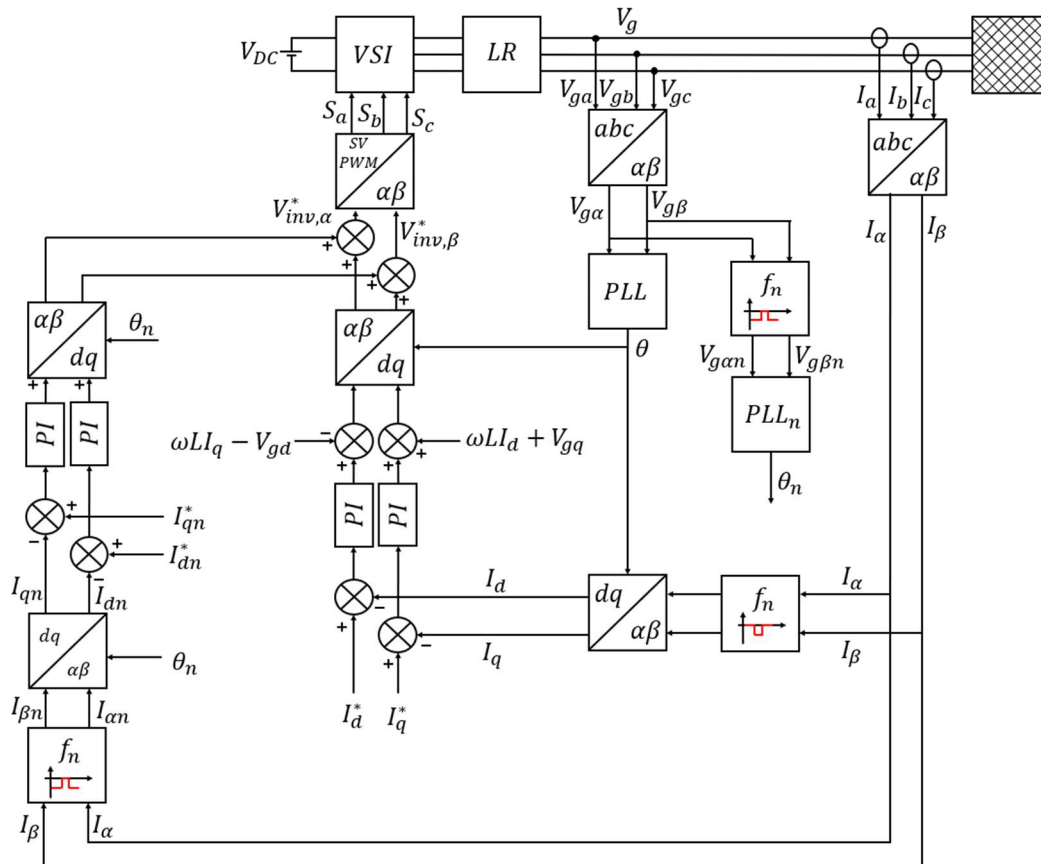 V_g
V_DC
VSI
LR
V_ga V_gb V_gc
I_a I_b I_c
S_a S_b S_c
abc
αβ
abc
αβ
SV
PWM
αβ
V_gα
V_gβ
I_α
I_β
V*_inv,α
+
V*_inv,β
+
+
+
PLL
f_n
αβ
dq
θ_n
αβ
dq
θ
V_gαn
V_gβn
PLL_n
+
+
PI
PI
ωLI_q − V_gd
−
+
ωLI_d + V_gq
+
+
θ_n
PI
PI
+
−
I*_qn
+
−
I*_dn
I_qn
I_dn
I_d
−
+
dq
αβ
f_n
I_α
I_β
I_q
−
+
dq
αβ
θ_n
I*_d
I*_q
I_βn
I_αn
f_n
I_β
I_α